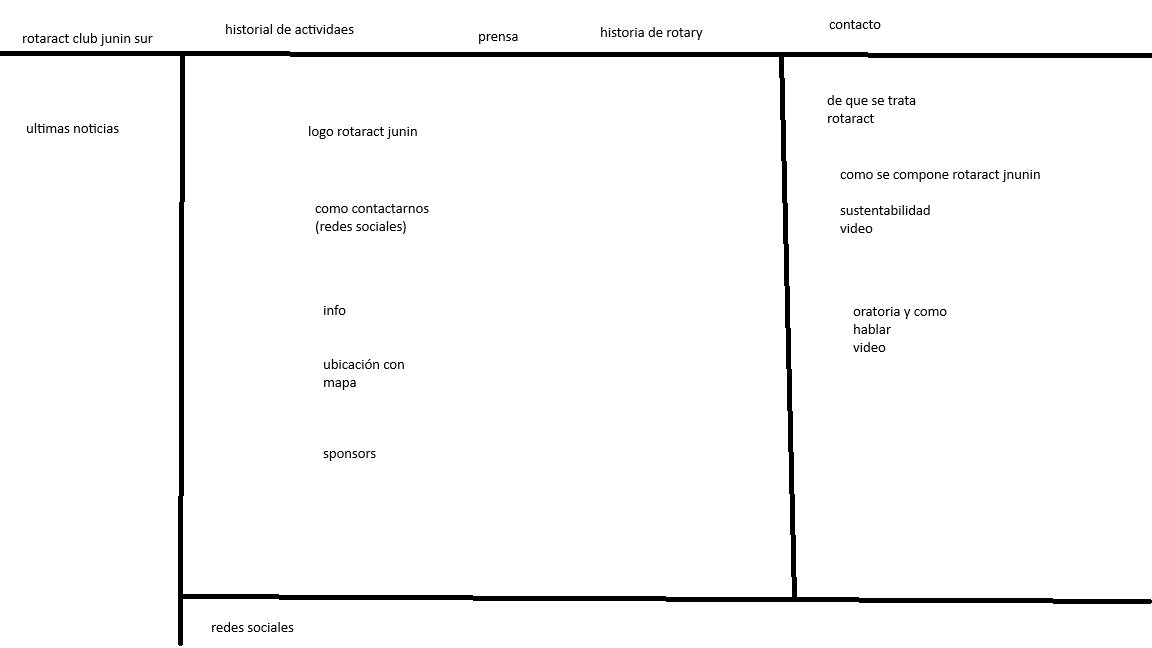 rotaract club junin sur
historial de actividaes
prensa
historia de rotary
contacto
ultimas noticias
logo rotaract junin
como contactarnos
(redes sociales)
info
ubicación con
mapa
sponsors
de que se trata
rotaract
como se compone rotaract jnunin
sustentabilidad
video
oratoria y como
hablar
video
redes sociales